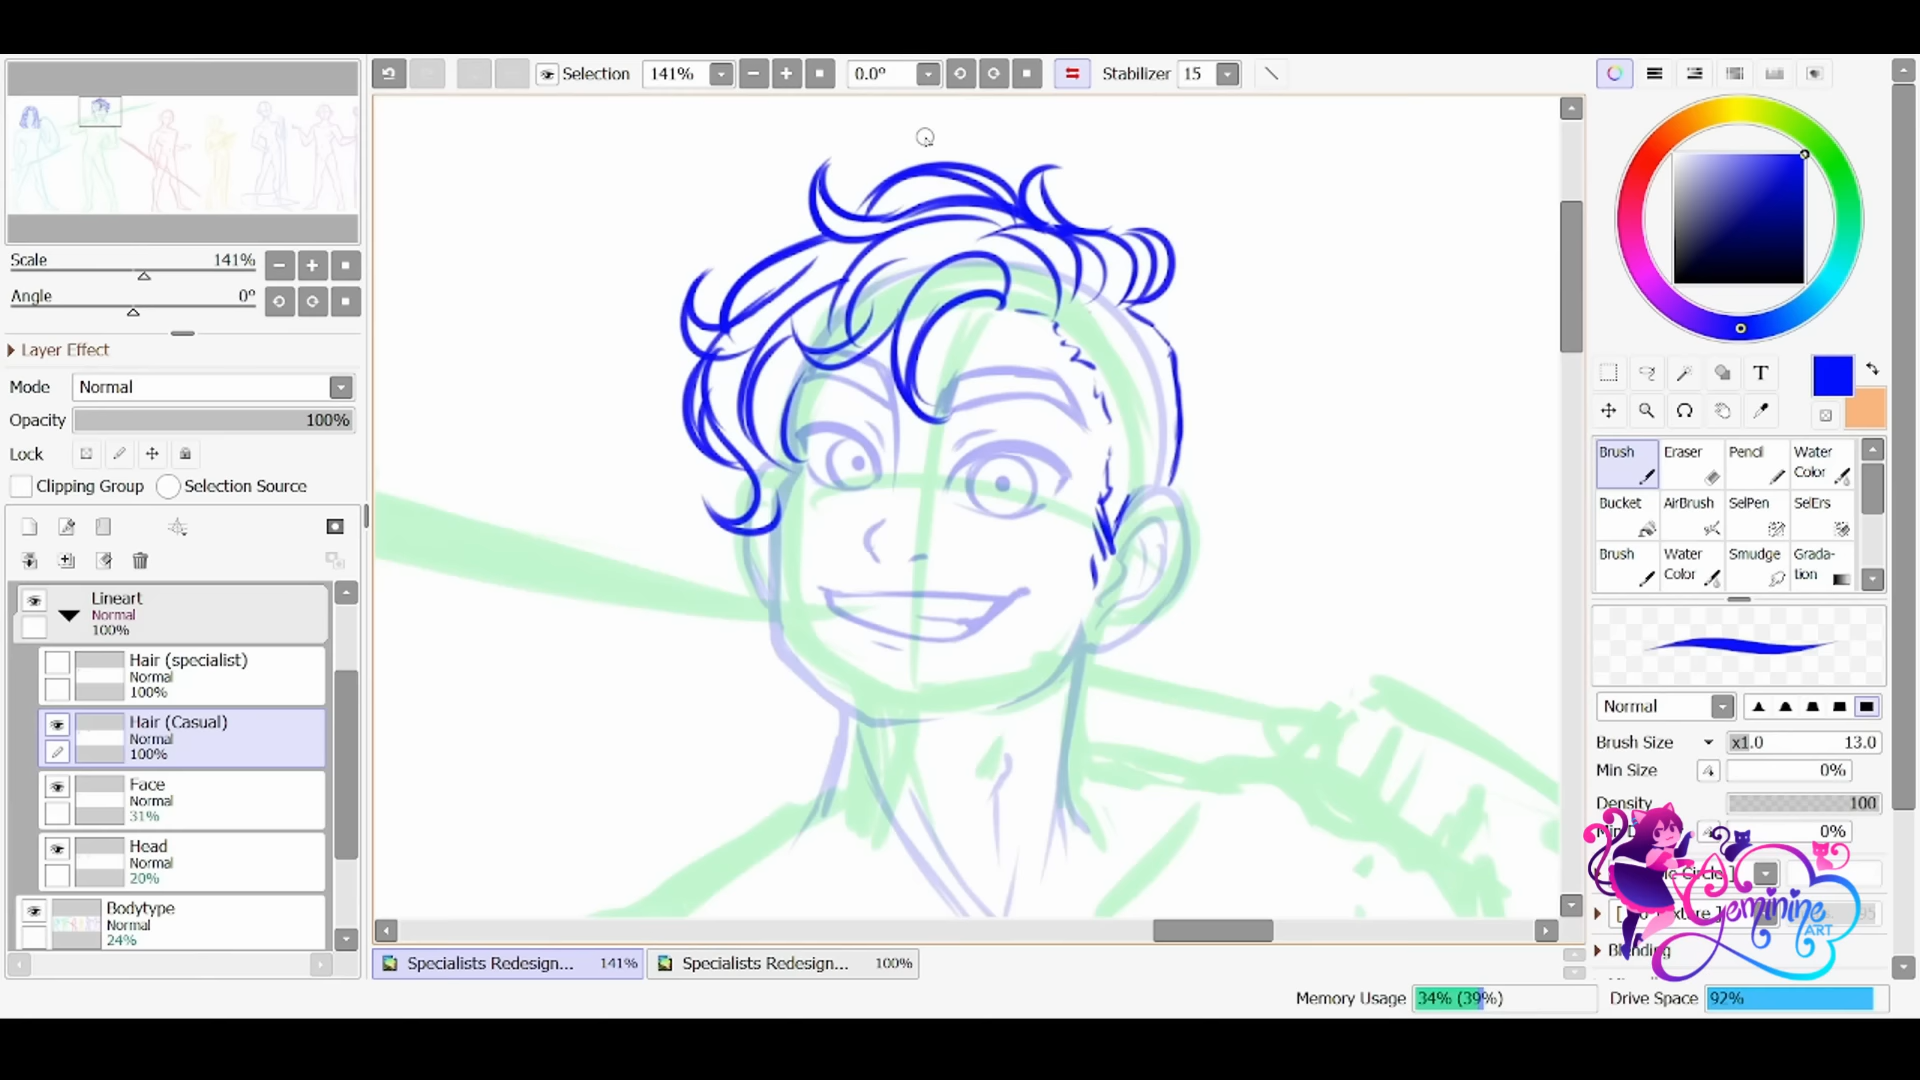 Selection 141% 0.0° Stabilizer 15
Scale 141%
Angle 0°
Layer Effect
Mode Normal
Opacity 100%
Lock
Clipping Group Selection Source
Lineart
Normal
100%
Hair (specialist)
Normal
100%
Hair (Casual)
Normal
100%
Face
Normal
31%
Head
Normal
20%
Bodytype
Normal
24%
Specialists Redesign... 141% Specialists Redesign... 100%
Memory Usage 34% (39%) Drive Space 92%
T
Brush Eraser Pencil Water Color
Bucket AirBrush SelPen SelErs
Brush Water Color Smudge Grada-tion
Normal
Brush Size x1.0 13.0
Min Size 0%
Density 100
0%
Blending
Geminine
ART